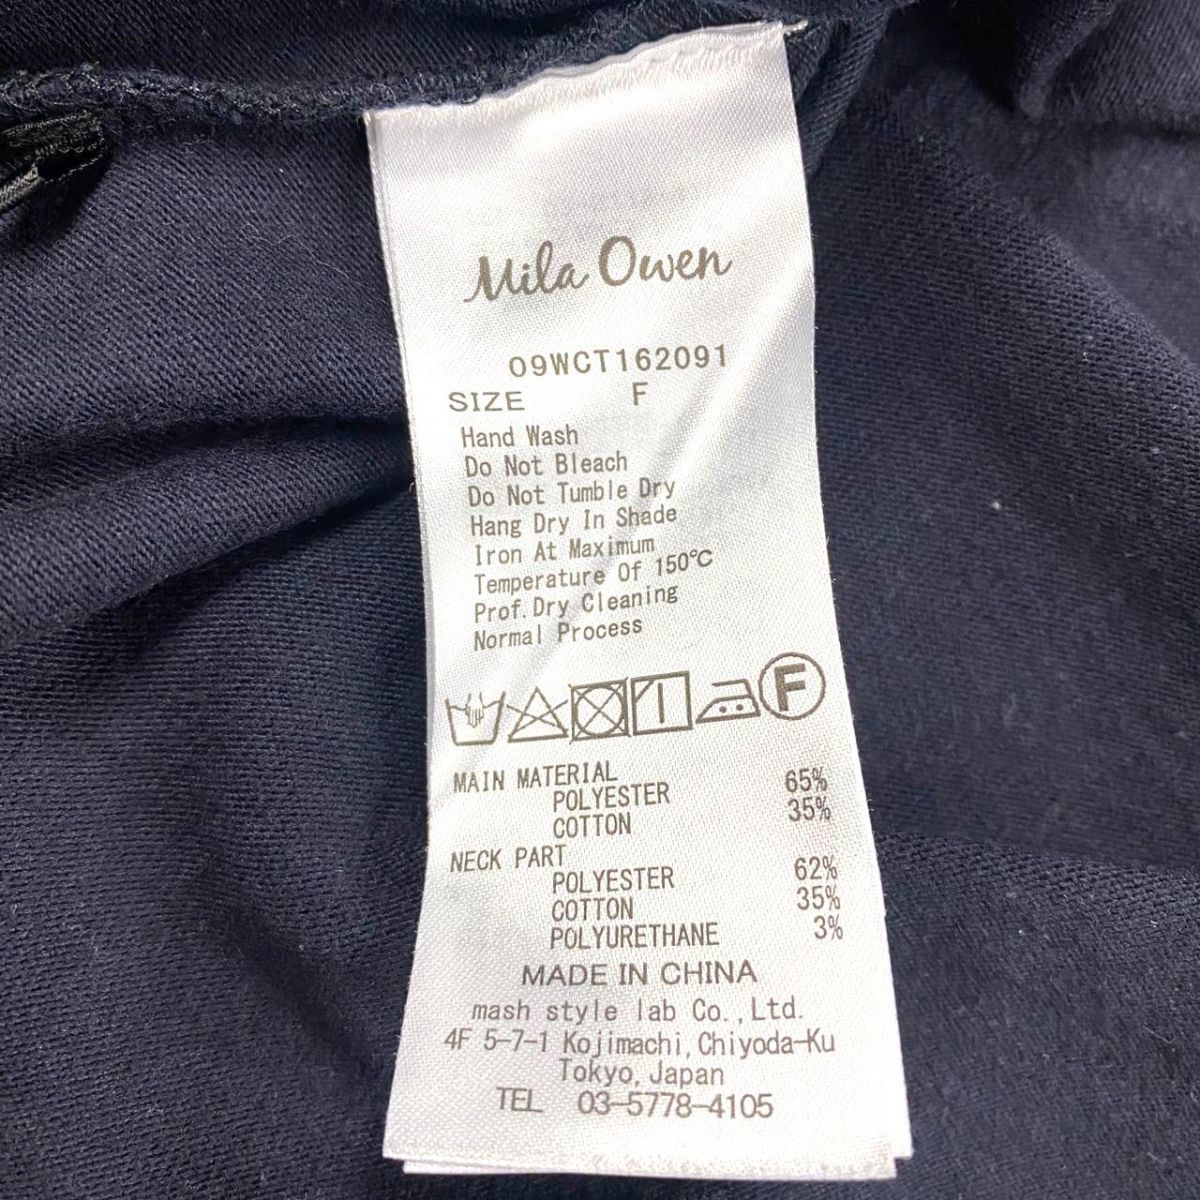 Mila Owen
09WCT162091
SIZE F
Hand Wash
Do Not Bleach
Do Not Tumble Dry
Hang Dry In Shade
Iron At Maximum
Temperature Of 150℃
Prof.Dry Cleaning
Normal Process
F
MAIN MATERIAL
POLYESTER 65%
COTTON 35%
NECK PART
POLYESTER 62%
COTTON 35%
POLYURETHANE 3%
MADE IN CHINA
mash style lab Co.,Ltd.
4F 5-7-1 Kojimachi,Chiyoda-Ku
Tokyo,Japan
TEL 03-5778-4105